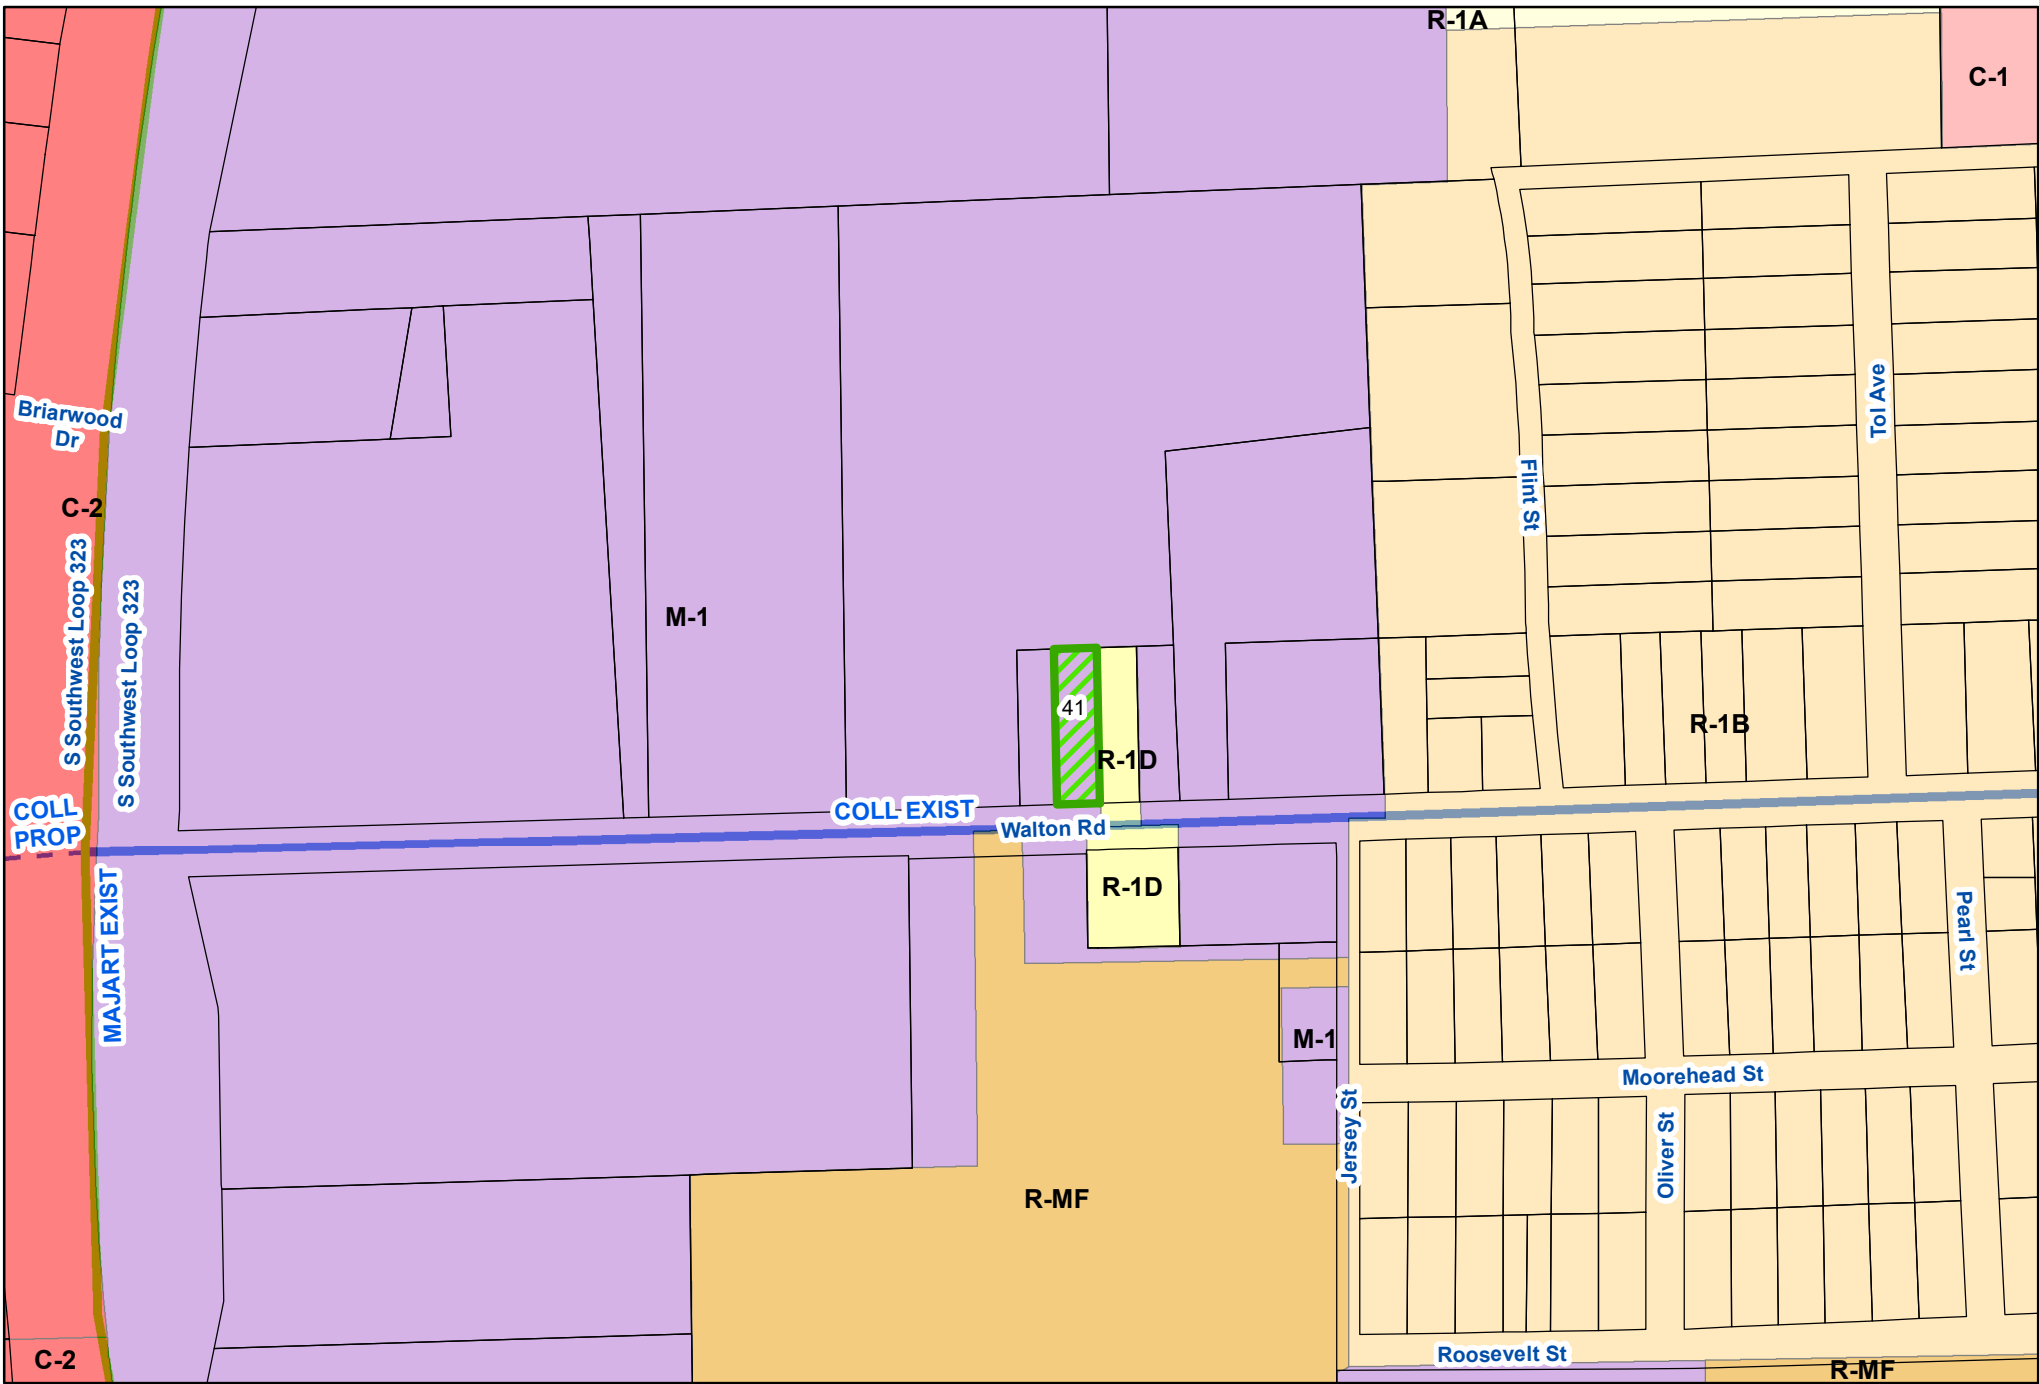 R-1A
C-1
Briarwood
Dr
Tol Ave
C-2
Flint St
S Southwest Loop 323
S Southwest Loop 323
M-1
41
R-1B
R-1D
COLL
PROP
COLL EXIST
Walton Rd
R-1D
MAJART EXIST
Pearl St
M-1
Moorehead St
Jersey St
Oliver St
R-MF
Roosevelt St
C-2
R-MF